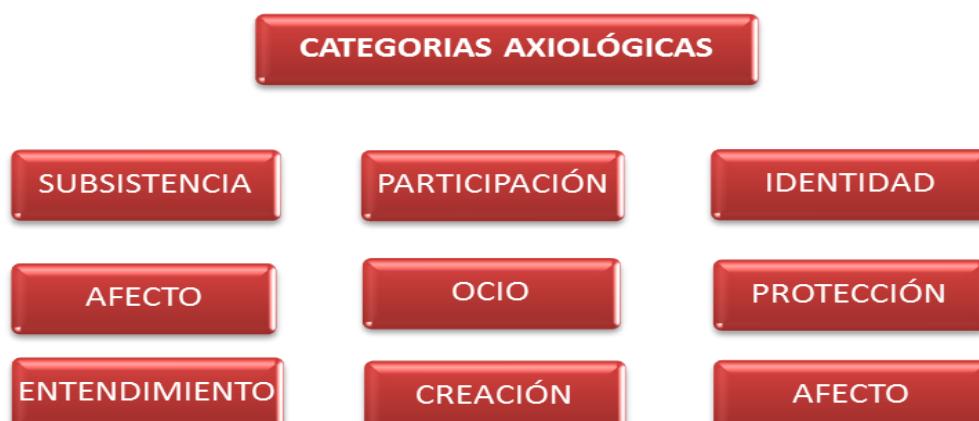 CATEGORIAS AXIOLÓGICAS
SUBSISTENCIA
PARTICIPACIÓN
IDENTIDAD
AFECTO
OCIO
PROTECCIÓN
ENTENDIMIENTO
CREACIÓN
AFECTO